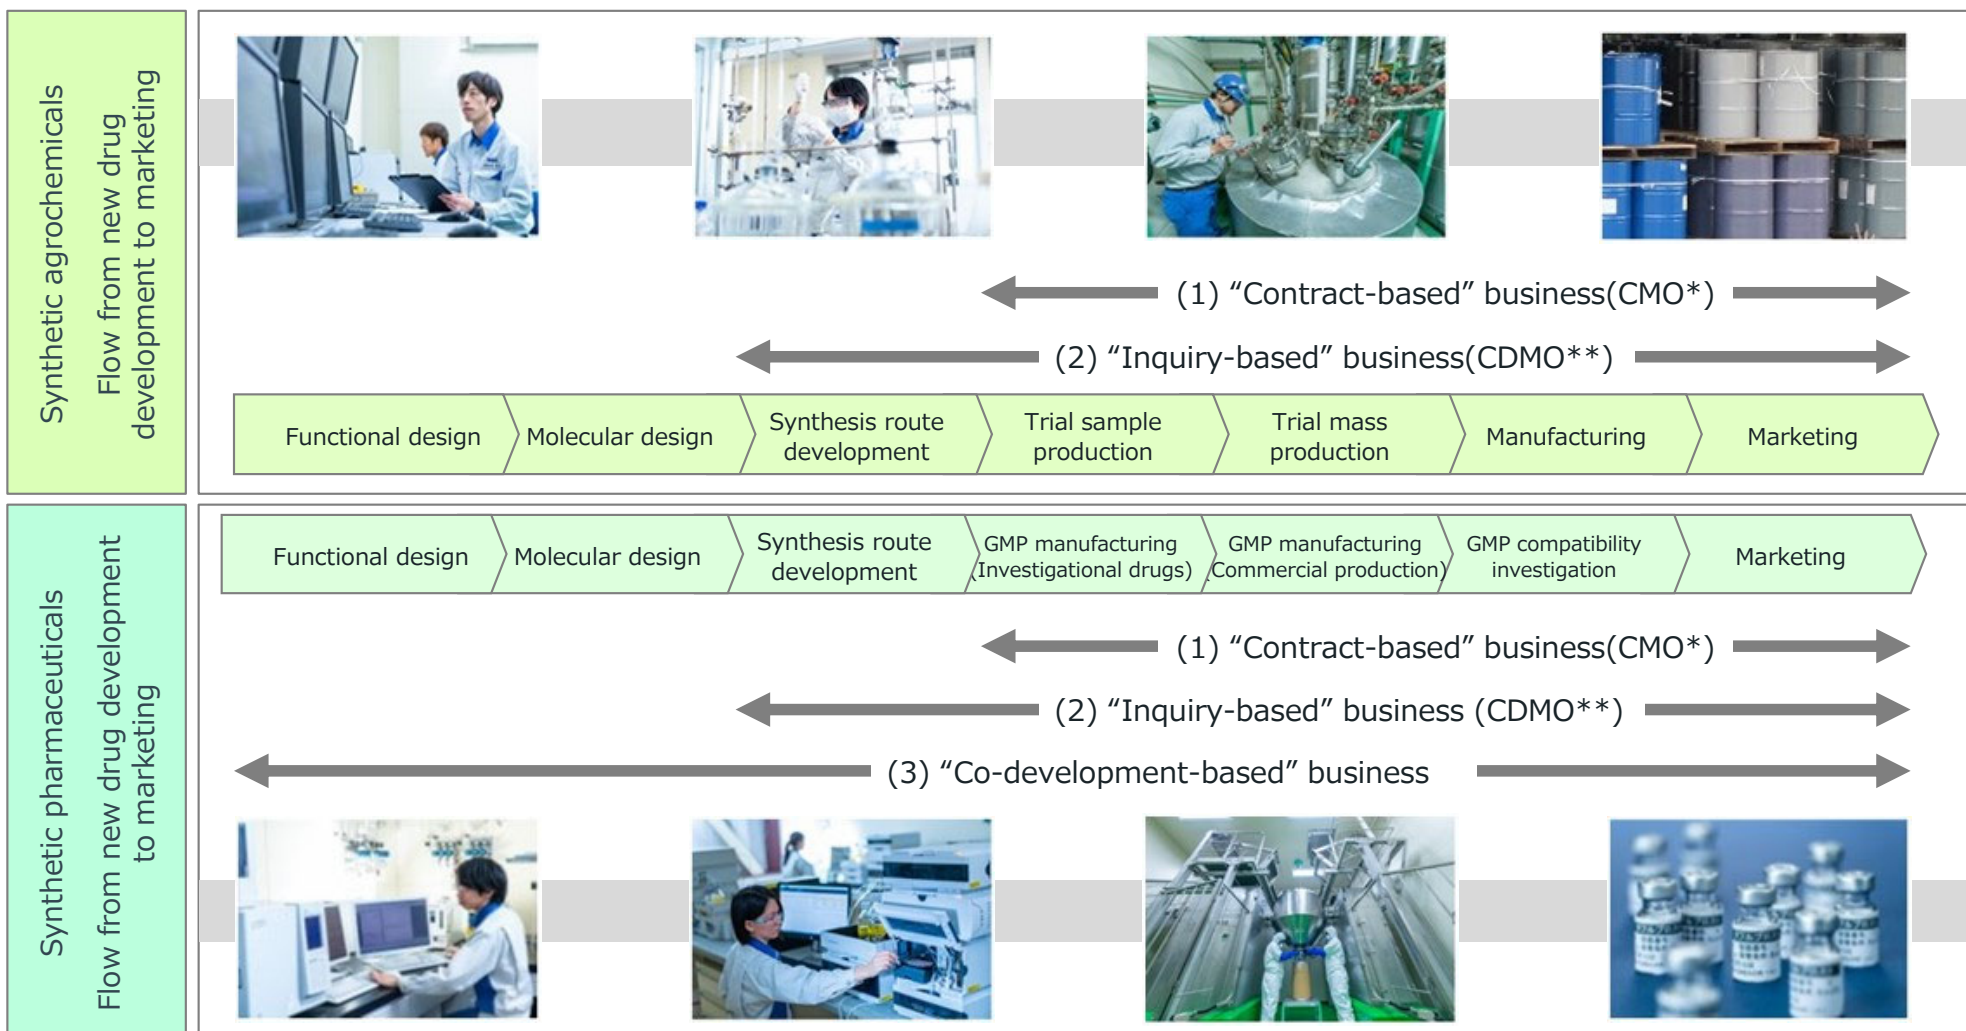 Synthetic agrochemicals
Flow from new drug
development to marketing
(1) “Contract-based” business(CMO*)
(2) “Inquiry-based” business(CDMO**)
Functional design
Molecular design
Synthesis route
development
Trial sample
production
Trial mass
production
Manufacturing
Marketing
Synthetic pharmaceuticals
Flow from new drug development
to marketing
Functional design
Molecular design
Synthesis route
development
GMP manufacturing
(Investigational drugs)
GMP manufacturing
(Commercial production)
GMP compatibility
investigation
Marketing
(1) “Contract-based” business(CMO*)
(2) “Inquiry-based” business (CDMO**)
(3) “Co-development-based” business